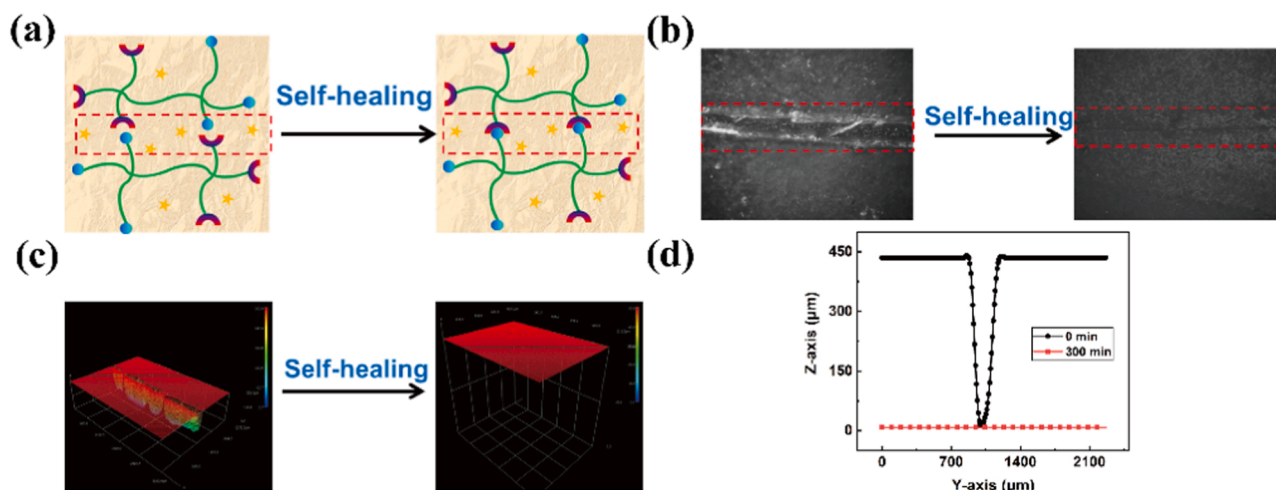 (a)
Self-healing
(b)
Self-healing
(c)
Self-healing
(d)
450
300
150
0
Z-axis (μm)
0 min
300 min
0
700
1400
2100
Y-axis (μm)